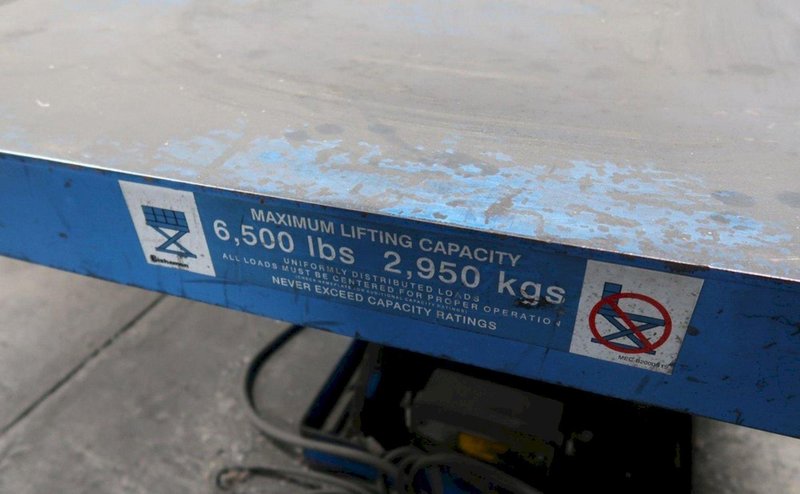 Bishamon
MAXIMUM LIFTING CAPACITY
6,500 lbs 2,950 kgs
UNIFORMLY DISTRIBUTED LOADS
ALL LOADS MUST BE CENTERED FOR PROPER OPERATION
NEVER EXCEED CAPACITY RATINGS